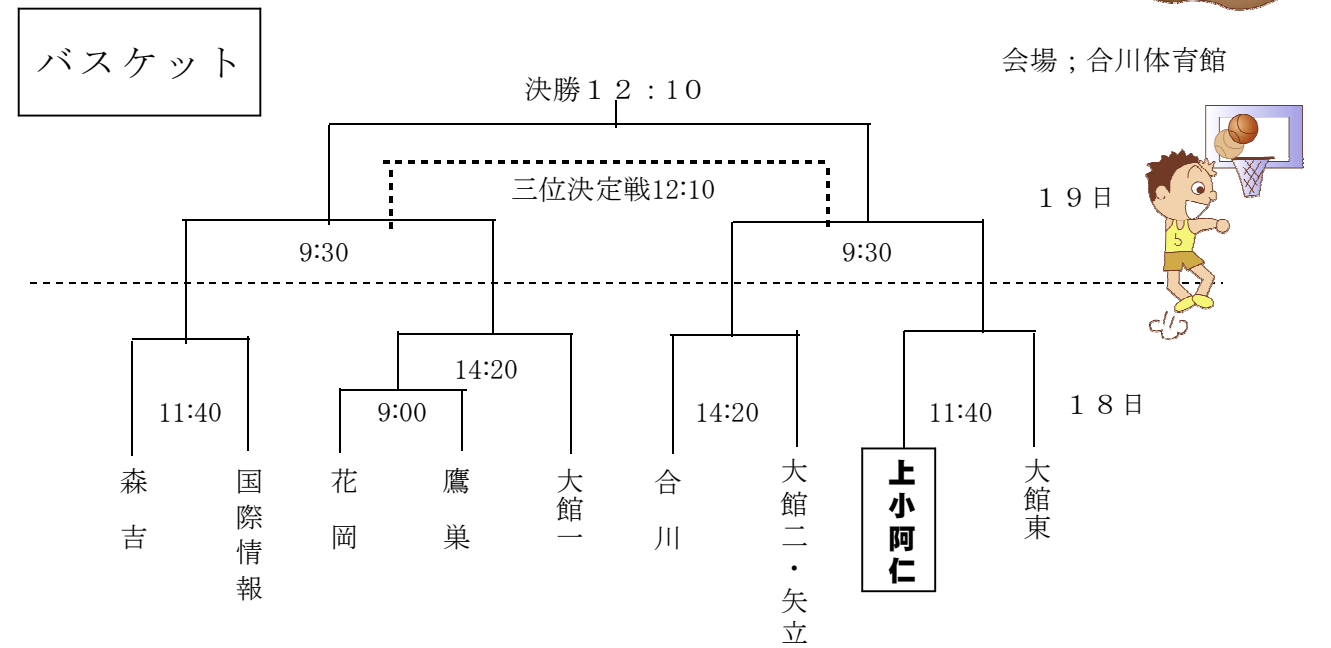 バスケット
会場；合川体育館
決勝１２：１０
三位決定戦12:10
１９日
9:30
9:30
14:20
11:40
9:00
14:20
11:40
１８日
森吉
国際情報
花岡
鷹巣
大館一
合川
大館二・矢立
上小阿仁
大館東
5